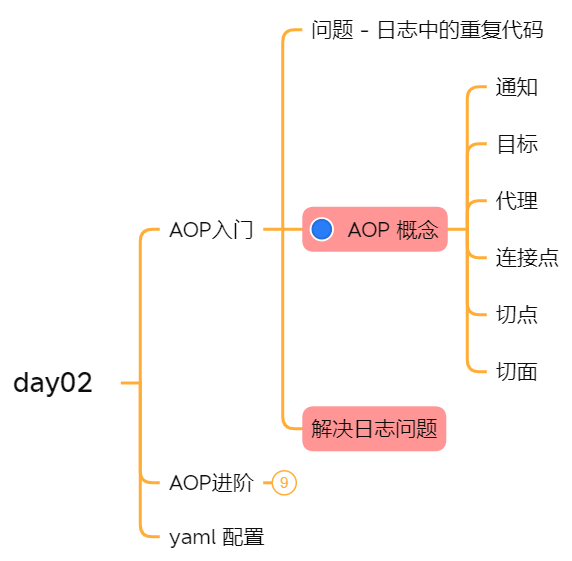 day02
AOP入门
问题 - 日志中的重复代码
AOP 概念
通知
目标
代理
连接点
切点
切面
解决日志问题
AOP进阶
9
yaml 配置